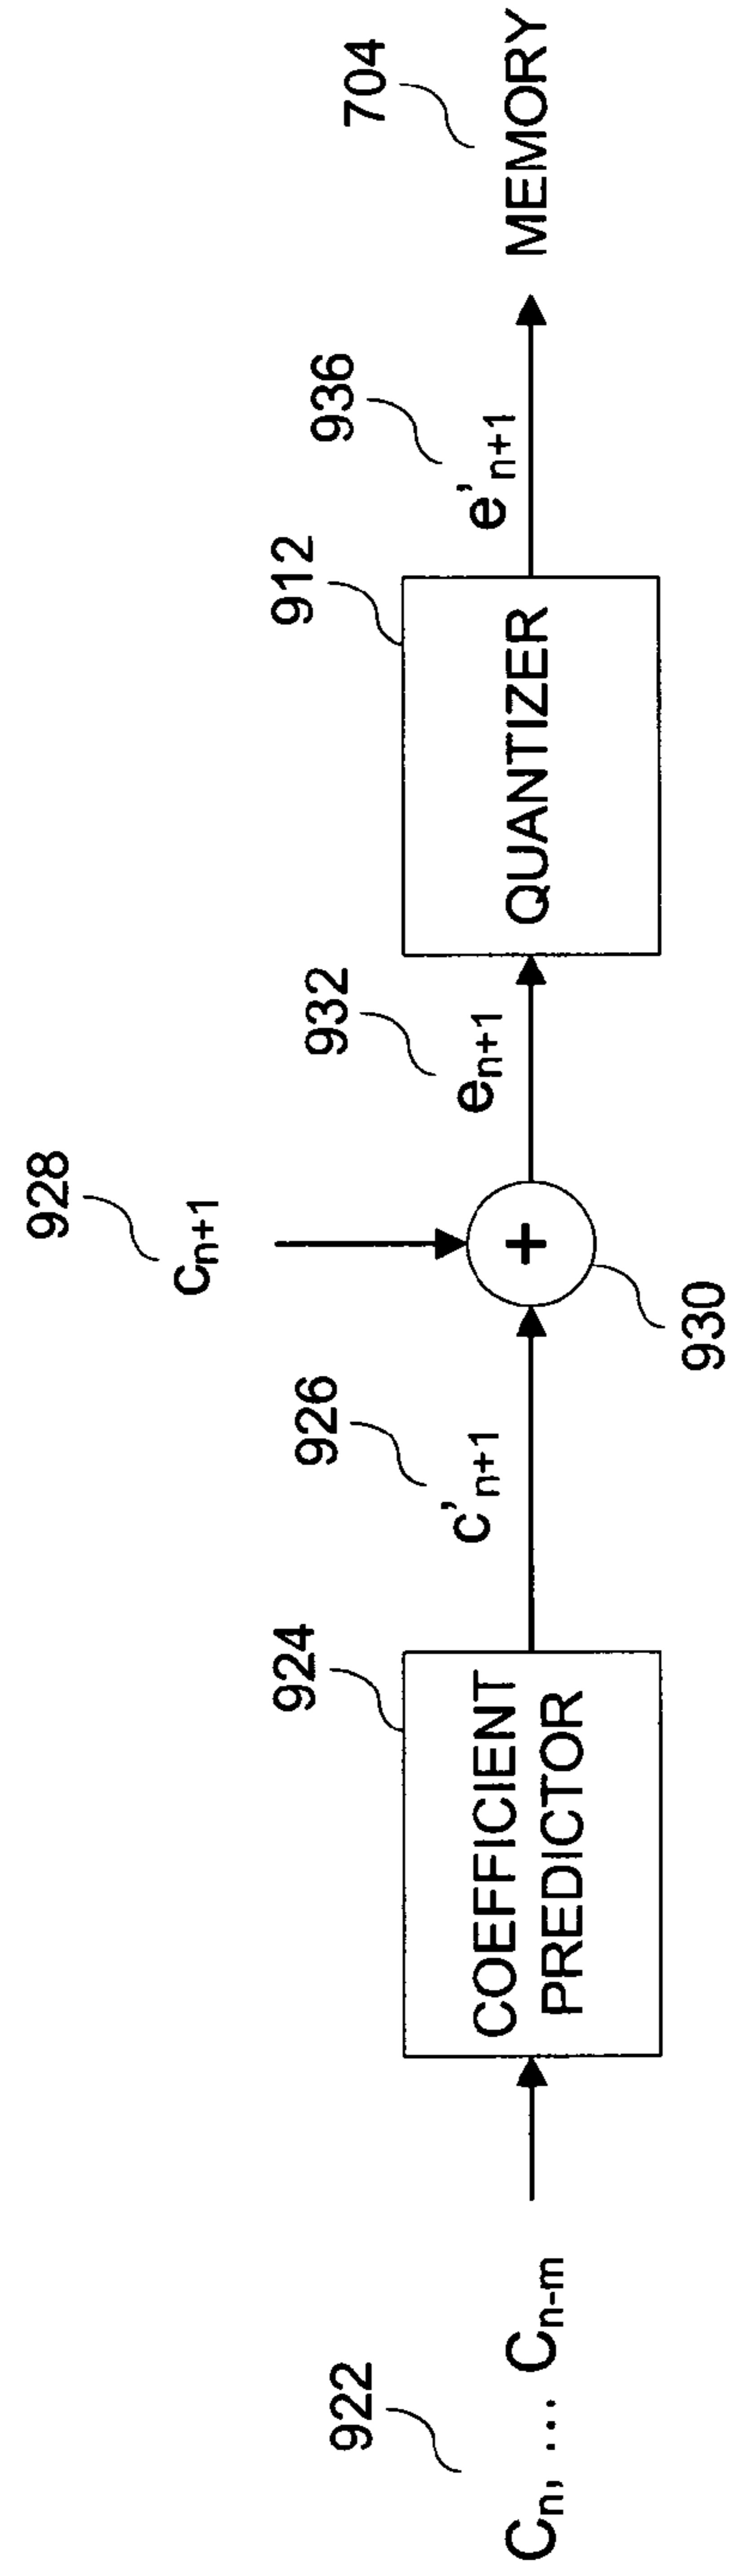 922
Cn, ... Cn-m
924
COEFFICIENT
PREDICTOR
926
c'n+1
928
cn+1
+
930
932
en+1
912
QUANTIZER
936
e'n+1
704
MEMORY